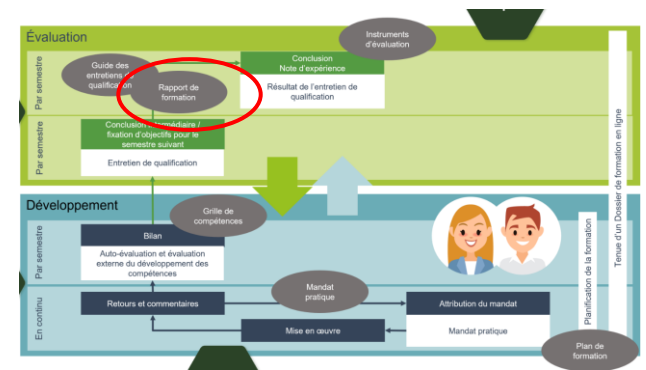 Évaluation
Instruments
d'évaluation
Par semestre
Guide des
entretiens de
qualification
Rapport de
formation
Conclusion
Note d'expérience
Résultat de l'entretien de
qualification
Par semestre
Conclusion intermédiaire /
fixation d'objectifs pour le
semestre suivant
Entretien de qualification
Développement
Grille de
compétences
Par semestre
Bilan
Auto-évaluation et évaluation
externe du développement des
compétences
En continu
Retours et commentaires
Mandat
pratique
Attribution du mandat
Mandat pratique
Mise en œuvre
Planification de la formation
Tenue d'un Dossier de formation en ligne
Plan de
formation